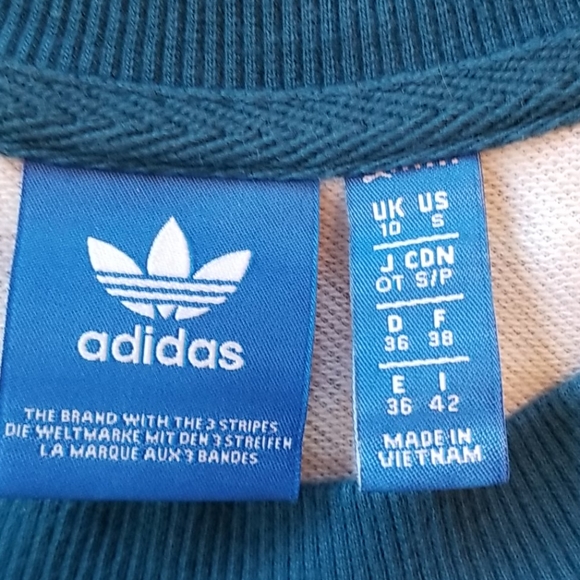 adidas
THE BRAND WITH THE 3 STRIPES
DIE WELTMARKE MIT DEN 3 STREIFEN
LA MARQUE AUX 3 BANDES
UK US
10 S
J CDN
OT S/P
D F
36 38
E I
36 42
MADE IN
VIETNAM